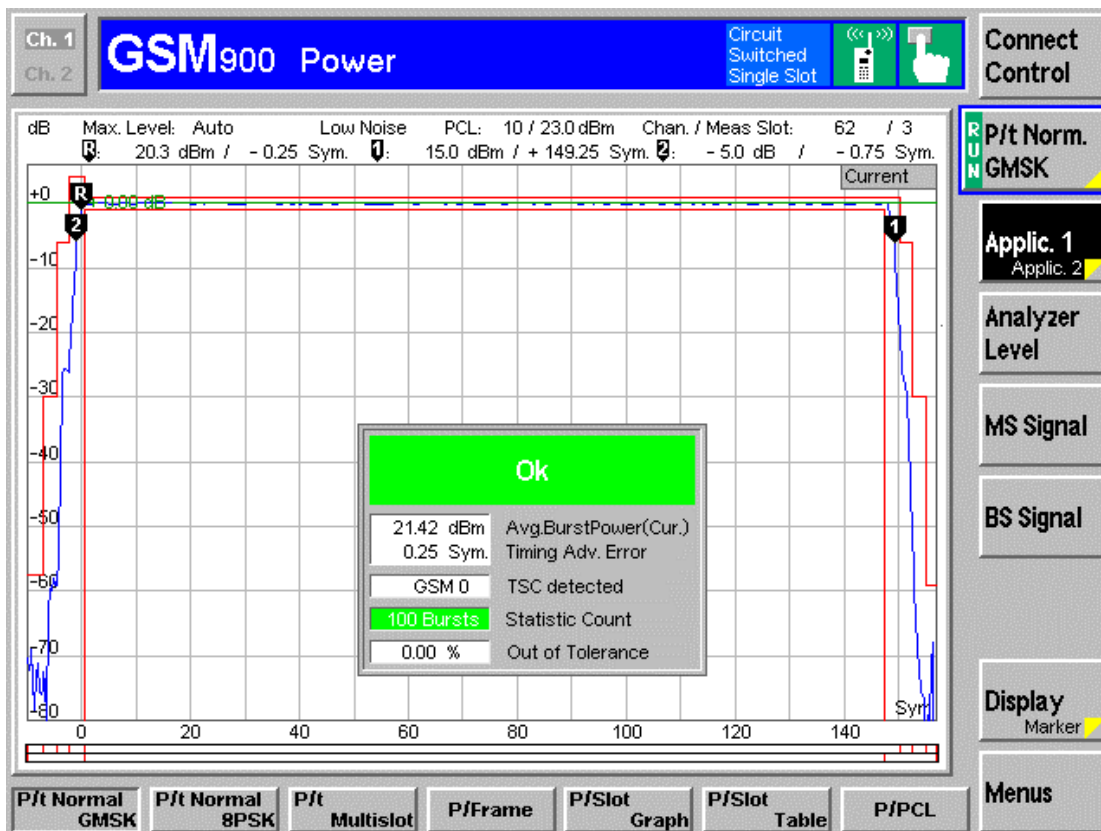 Ch. 1
Ch. 2
GSM900 Power
Circuit
Switched
Single Slot
Connect
Control
dB Max. Level: Auto Low Noise PCL: 10 / 23.0 dBm Chan. / Meas Slot: 62 / 3
R: 20.3 dBm / - 0.25 Sym. 1: 15.0 dBm / + 149.25 Sym. 2: - 5.0 dB / - 0.75 Sym.
Current
+0
R
0.00 dB
2
1
-10
-20
-30
-40
-50
-60
-70
-80
Sym
0 20 40 60 80 100 120 140
Ok
21.42 dBm Avg.BurstPower(Cur.)
0.25 Sym. Timing Adv. Error
GSM 0 TSC detected
100 Bursts Statistic Count
0.00 % Out of Tolerance
RUN
P/t Norm.
GMSK
Applic. 1
Applic. 2
Analyzer
Level
MS Signal
BS Signal
Display
Marker
Menus
P/t Normal
GMSK
P/t Normal
8PSK
P/t
Multislot
P/Frame
P/Slot
Graph
P/Slot
Table
P/PCL